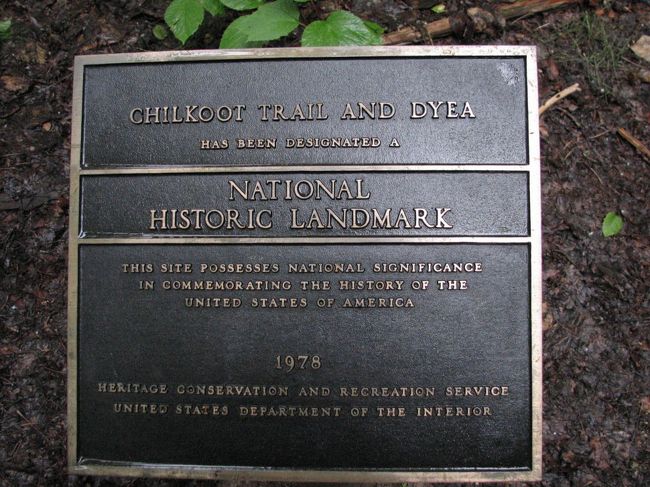 CHILKOOT TRAIL AND DYEA
HAS BEEN DESIGNATED A
NATIONAL
HISTORIC LANDMARK
THIS SITE POSSESSES NATIONAL SIGNIFICANCE
IN COMMEMORATING THE HISTORY OF THE
UNITED STATES OF AMERICA
1978
HERITAGE CONSERVATION AND RECREATION SERVICE
UNITED STATES DEPARTMENT OF THE INTERIOR